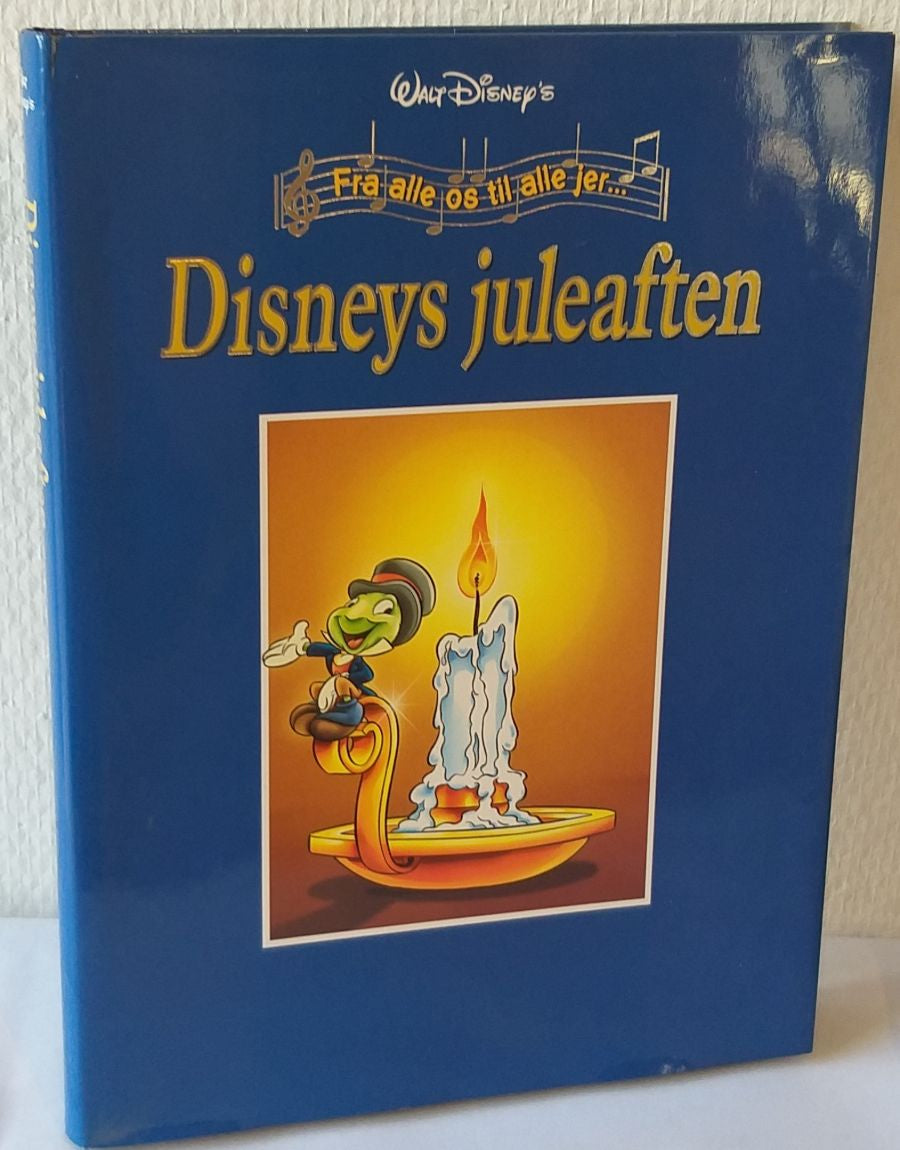 WALT DISNEY'S
Fra alle os til alle jer...
Disneys juleaften